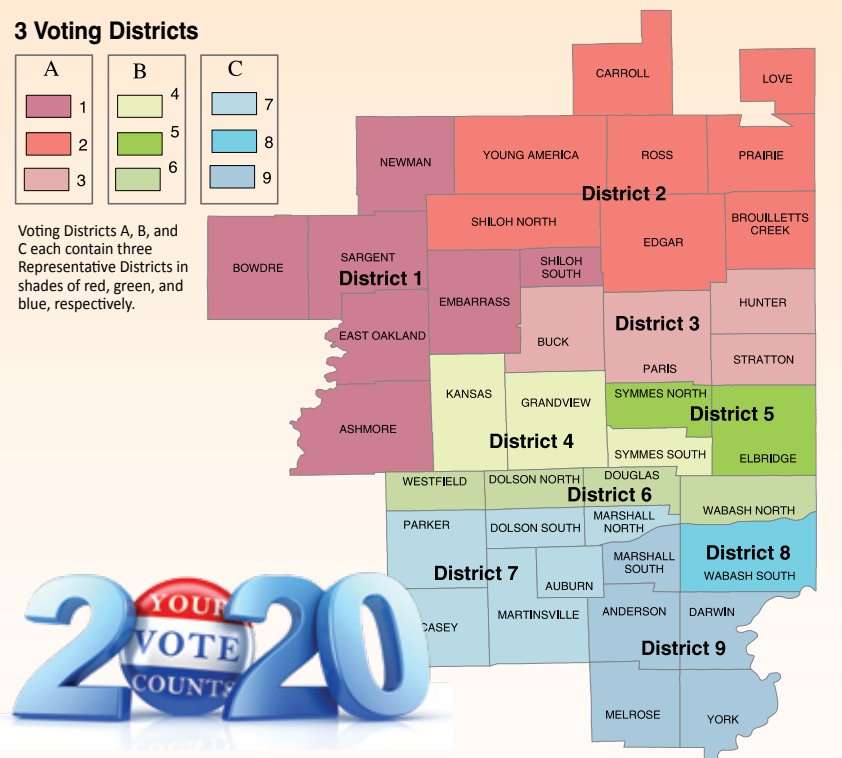 3 Voting Districts
A
B
C
1
2
3
4
5
6
7
8
9
Voting Districts A, B, and
C each contain three
Representative Districts in
shades of red, green, and
blue, respectively.
CARROLL
LOVE
NEWMAN
YOUNG AMERICA
ROSS
PRAIRIE
District 2
SHILOH NORTH
EDGAR
BROUILLETTS
CREEK
BOWDRE
SARGENT
District 1
SHILOH
SOUTH
EMBARRASS
HUNTER
District 3
EAST OAKLAND
BUCK
PARIS
STRATTON
KANSAS
GRANDVIEW
SYMMES NORTH
District 5
ASHMORE
District 4
SYMMES SOUTH
ELBRIDGE
WESTFIELD
DOLSON NORTH
DOUGLAS
District 6
WABASH NORTH
PARKER
DOLSON SOUTH
MARSHALL
NORTH
District 8
WABASH SOUTH
MARSHALL
SOUTH
District 7
AUBURN
CASEY
MARTINSVILLE
ANDERSON
DARWIN
District 9
MELROSE
YORK
2020
YOUR
VOTE
COUNTS